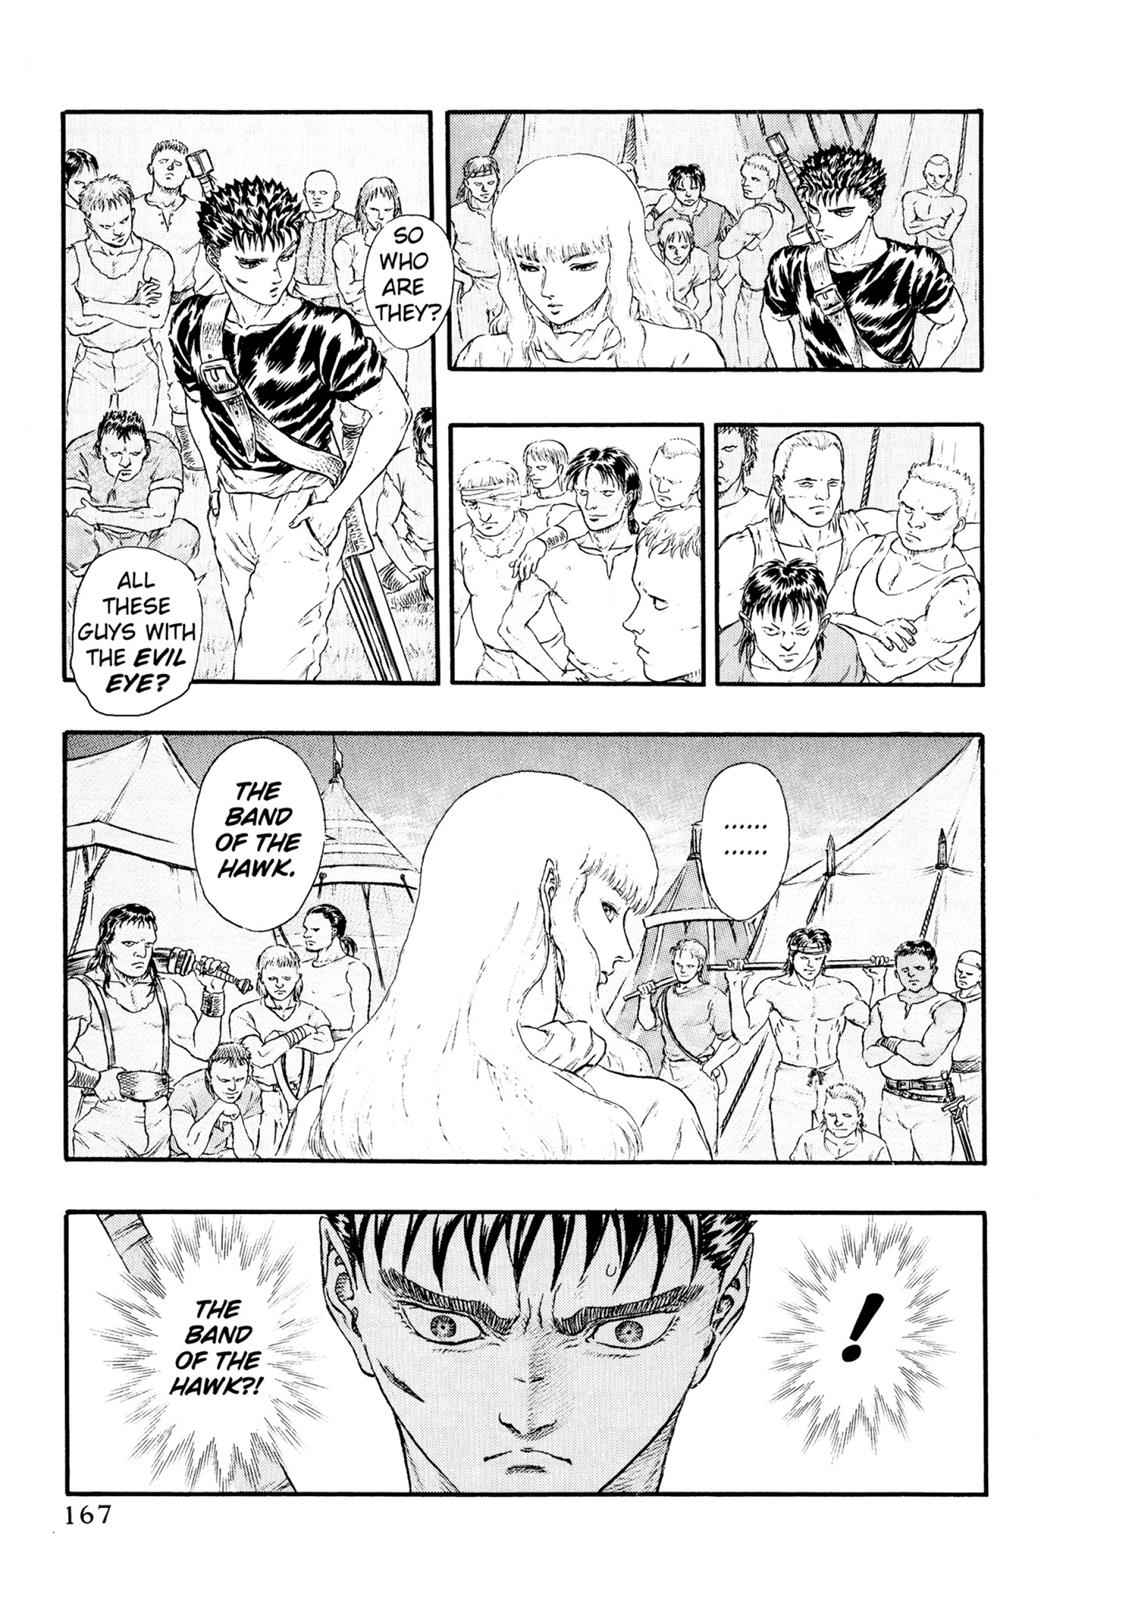 SO
WHO
ARE
THEY?
ALL
THESE
GUYS WITH
THE EVIL
EYE?
......
......
THE
BAND
OF THE
HAWK.
!
THE
BAND
OF THE
HAWK?!
167